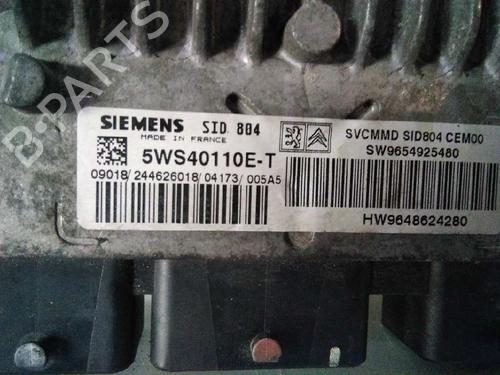 R-PARTS
SIEMENS SID 804
MADE IN FRANCE
5WS40110E-T
09018/244626018/04173/005A5
SVCMMD SID804 CEM00
SW9654925480
HW9648624280